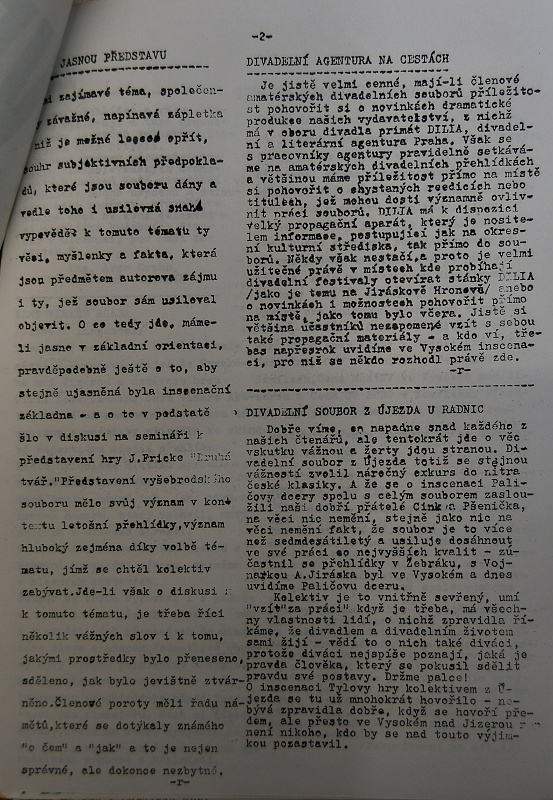 -2-
JASNOU PŘEDSTAVU
zajímavé téma, společen-
závažné, napínavá zápletka
níž je možné lecos opřít,
souhr subjektivních předpokla-
dů, které jsou souboru dány a
vedle toho i usilovná snaha
vypovědět k tomuto tématu ty
věci, myšlenky a fakta, která
jsou předmětem autorova zájmu
i ty, jež soubor sám usiloval
objevit. O co tedy jde, máme-
li jasno v základní orientaci,
pravděpodobně ještě o to, aby
stejně ujasněná byla inscenační
základna - a o to v podstatě
šlo v diskusi na semináři k
představení hry J.Fricke "Druhá
tvář."Představení vyšebrodského
souboru mělo svůj význam v kon-
textu letošní přehlídky,význam
hluboký zejména díky volbě té-
matu, jímž se chtěl kolektiv
zabývat.Jde-li však o diskusi
k tomuto tématu, je třeba říci
několik vážných slov i k tomu,
jakými prostředky bylo přeneseno,
sděleno, jak bylo jevištně ztvár-
něno.Členové poroty měli řadu ná-
mětů,které se dotýkaly známého
"o čem" a "jak" a to je nejen
správné, ale dokonce nezbytné.
-r-
DIVADELNÍ AGENTURA NA CESTÁCH
Je jistě velmi cenné, mají-li členové
amatérských divadelních souborů příležito-
st pohovořit si o novinkách dramatické
produkce našich vydavatelství, z nichž
má v oboru divadla primát DILIA, divadel-
ní a literární agentura Praha. Však se
s pracovníky agentury pravidelně setkává-
me na amatérských divadelních přehlídkách
a většinou máme příležitost přímo na místě
si pohovořit o chystaných reedicích nebo
titulech, jež mohou dosti významně ovliv-
nit práci souborů. DILIA má k dispozici
velký propagační aparát, který je nosite-
lem informace, postupující jak na okres-
ní kulturní střediska, tak přímo do sou-
borů. Někdy však nestačí,a proto je velmi
užitečné právě v místech kde probíhají
divadelní festivaly otevírat stánky DILIA
/jako je tomu na Jiráskově Hronově/ anebo
o novinkách i možnostech pohovořit přímo
na místě, jako tomu bylo včera. Jistě si
většina účastníků nezapomene vzít s sebou
také propagační materiály - a kdo ví, tře-
bas napřesrok uvidíme ve Vysokém inscena-
ci, pro niž se někdo rozhodl právě zde.
-r-
DIVADELNÍ SOUBOR Z ÚJEZDA U RADNIC
Dobře víme, co napadne snad každého z
našich čtenářů, ale tentokrát jde o věc
vskutku vážnou a žerty jdou stranou. Di-
vadelní soubor z Újezda totiž se stejnou
vážností zvolil náročný exkurs do nitra
české klasiky. A že se o inscenaci Pali-
čovy dcery spolu s celým souborem zaslou-
žili naši dobří přátelé Cink a Pšenička,
na věci nic nemění, stejně jako nic na
věci nemění fakt, že soubor je to více
než sedmdesátiletý a usiluje dosáhnout
ve své práci co nejvyšších kvalit - zú-
častnil se přehlídky v Žebráku, s Voj-
narkou A.Jiráska byl ve Vysokém a dnes
uvidíme Paličovu dceru.
Kolektiv je to vnitřně sevřený, umí
"vzít"za práci" když je třeba, má všech-
ny vlastnosti lidí, o nichž zpravidla ří-
káme, že divadlem a divadelním životem
sami žijí - vědí to o nich také diváci,
protože diváci nejspíše poznají, jaká je
pravda člověka, který se pokusil sdělit
pravdu své postavy. Držme palce!
O inscenaci Tylovy hry kolektivem z Ú-
jezda se tu už mnohokrát hovořilo - ne-
bývá zpravidla dobře, když se hovoří pře-
dem, ale přesto ve Vysokém nad Jizerou
není nikoho, kdo by se nad touto výjim-
kou pozastavil.